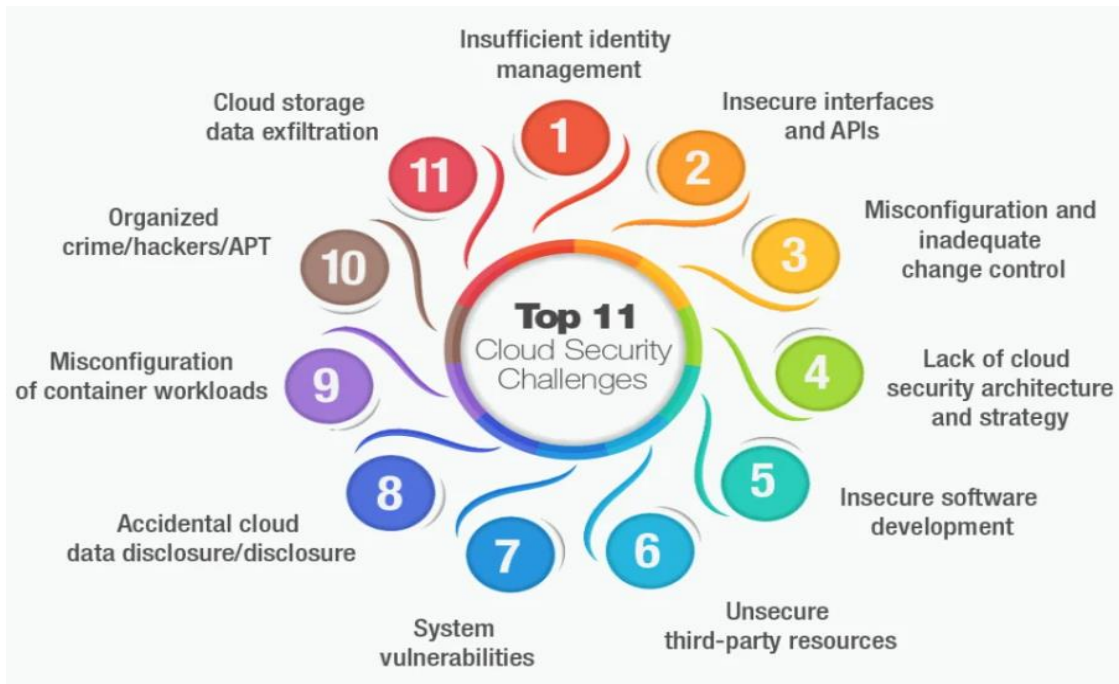 Insufficient identity
management
1
Insecure interfaces
and APIs
2
Misconfiguration and
inadequate
change control
3
Lack of cloud
security architecture
and strategy
4
Insecure software
development
5
Unsecure
third-party resources
6
System
vulnerabilities
7
Accidental cloud
data disclosure/disclosure
8
Misconfiguration
of container workloads
9
Organized
crime/hackers/APT
10
Cloud storage
data exfiltration
11
Top 11
Cloud Security
Challenges